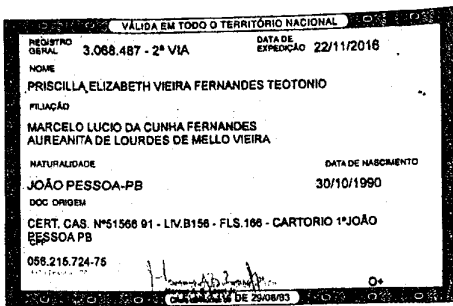 VÁLIDA EM TODO O TERRITÓRIO NACIONAL
REGISTRO GERAL 3.068.487 - 2ª VIA DATA DE EXPEDIÇÃO 22/11/2016
NOME
PRISCILLA ELIZABETH VIEIRA FERNANDES TEOTONIO
FILIAÇÃO
MARCELO LUCIO DA CUNHA FERNANDES
AUREANITA DE LOURDES DE MELLO VIEIRA
NATURALIDADE DATA DE NASCIMENTO
JOÃO PESSOA-PB 30/10/1990
DOC ORIGEM
CERT. CAS. Nº51566 91 - LIV.B156 - FLS.166 - CARTORIO 1ºJOÃO
PESSOA PB
CPF
056.215.724-75
O+
DE 29/08/83